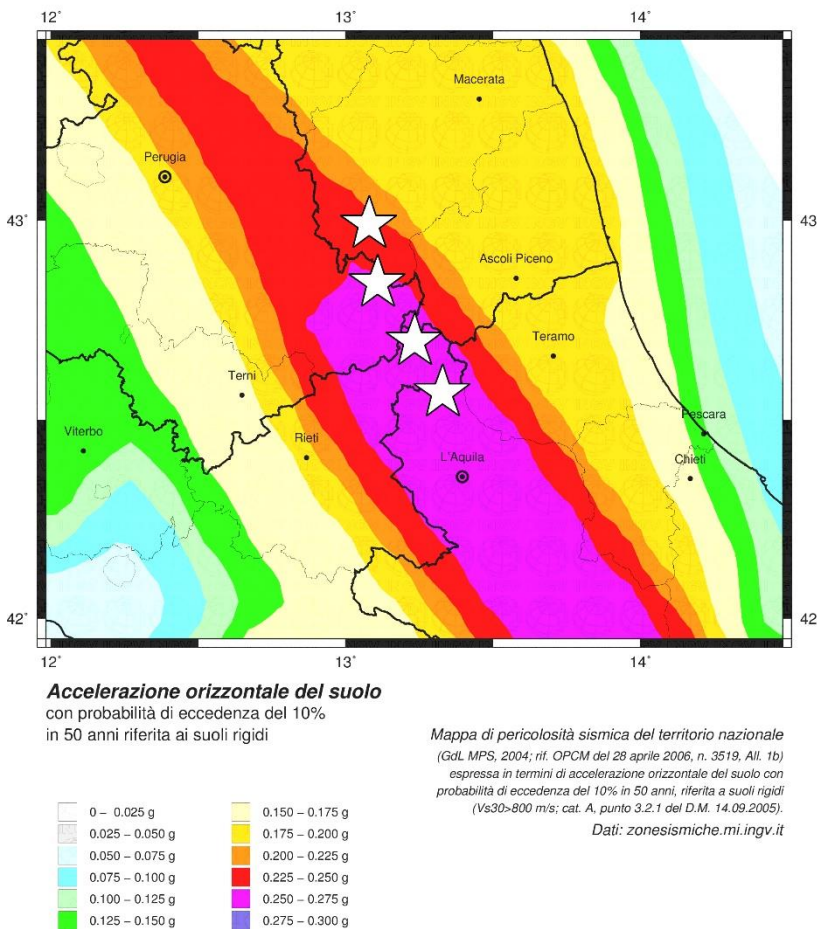 12°
13°
14°
Macerata
Perugia
43
43
Ascoli Piceno
Teramo
Terni
Pescara
Viterbo
Rieti
L'Aquila
Chieti
42
42
12°
13°
14°
Accelerazione orizzontale del suolo
con probabilità di eccedenza del 10%
in 50 anni riferita ai suoli rigidi
Mappa di pericolosità sismica del territorio nazionale
(GdL MPS, 2004; rif. OPCM del 28 aprile 2006, n. 3519, All. 1b)
espressa in termini di accelerazione orizzontale del suolo con
probabilità di eccedenza del 10% in 50 anni, riferita a suoli rigidi
(Vs30>800 m/s; cat. A, punto 3.2.1 del D.M. 14.09.2005).
Dati: zonesismiche.mi.ingv.it
0 – 0.025 g
0.025 – 0.050 g
0.050 – 0.075 g
0.075 – 0.100 g
0.100 – 0.125 g
0.125 – 0.150 g
0.150 – 0.175 g
0.175 – 0.200 g
0.200 – 0.225 g
0.225 – 0.250 g
0.250 – 0.275 g
0.275 – 0.300 g